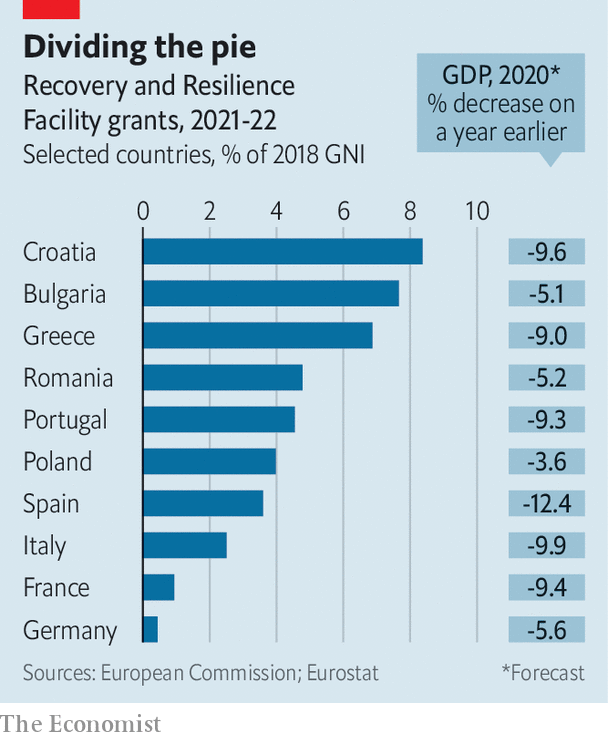 Dividing the pie
Recovery and Resilience
Facility grants, 2021-22
Selected countries, % of 2018 GNI
GDP, 2020*
% decrease on
a year earlier
0 2 4 6 8 10
Croatia -9.6
Bulgaria -5.1
Greece -9.0
Romania -5.2
Portugal -9.3
Poland -3.6
Spain -12.4
Italy -9.9
France -9.4
Germany -5.6
Sources: European Commission; Eurostat *Forecast
The Economist